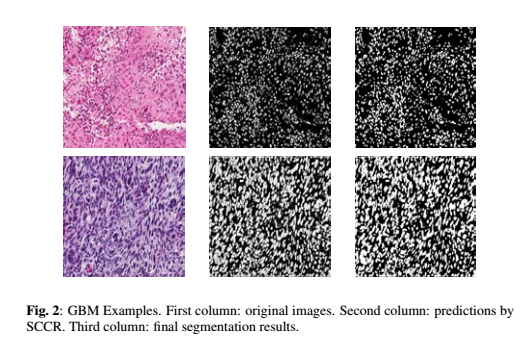 Fig. 2: GBM Examples. First column: original images. Second column: predictions by
SCCR. Third column: final segmentation results.